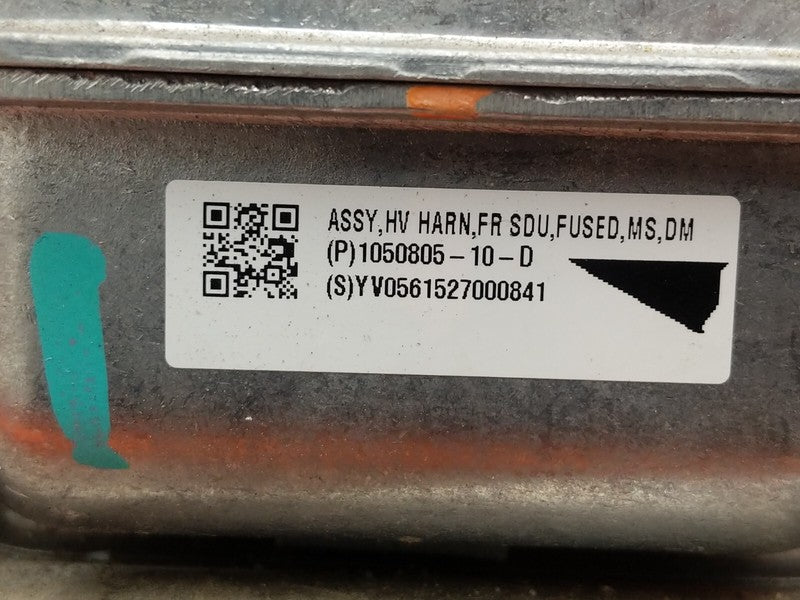 ASSY,HV HARN,FR SDU,FUSED,MS,DM
(P)1050805-10-D
(S)YV0561527000841